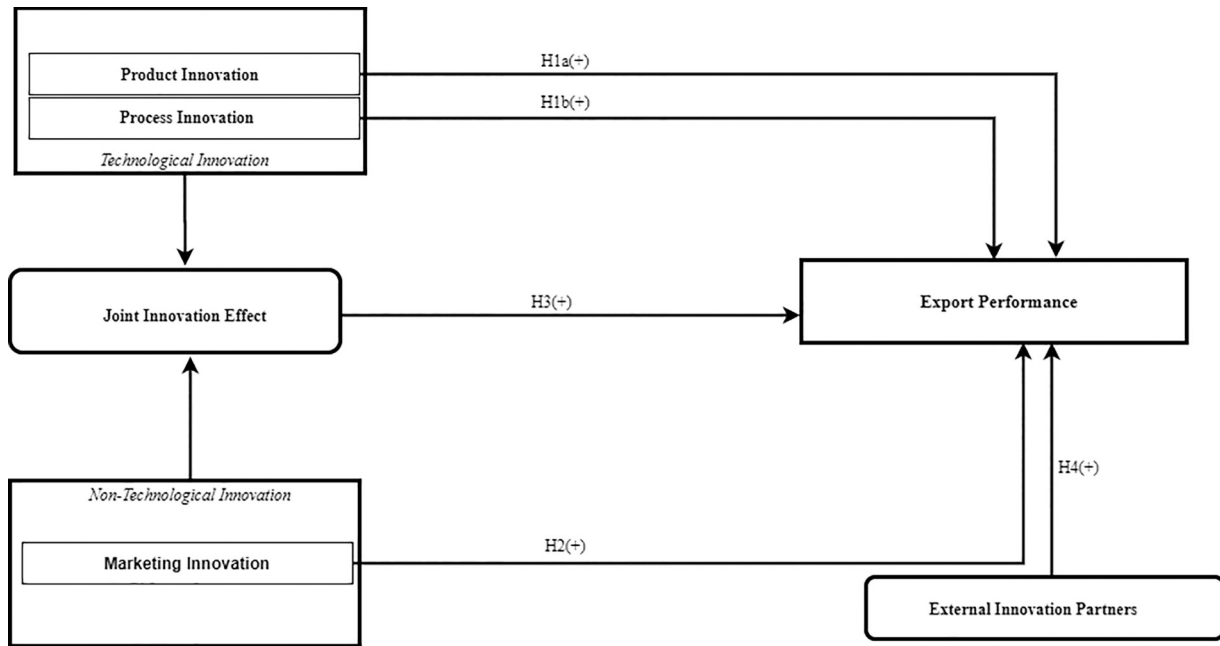 H1a(+)
Product Innovation
H1b(+)
Process Innovation
Technological Innovation
Joint Innovation Effect
H3(+)
Export Performance
Non-Technological Innovation
H4(+)
H2(+)
Marketing Innovation
External Innovation Partners